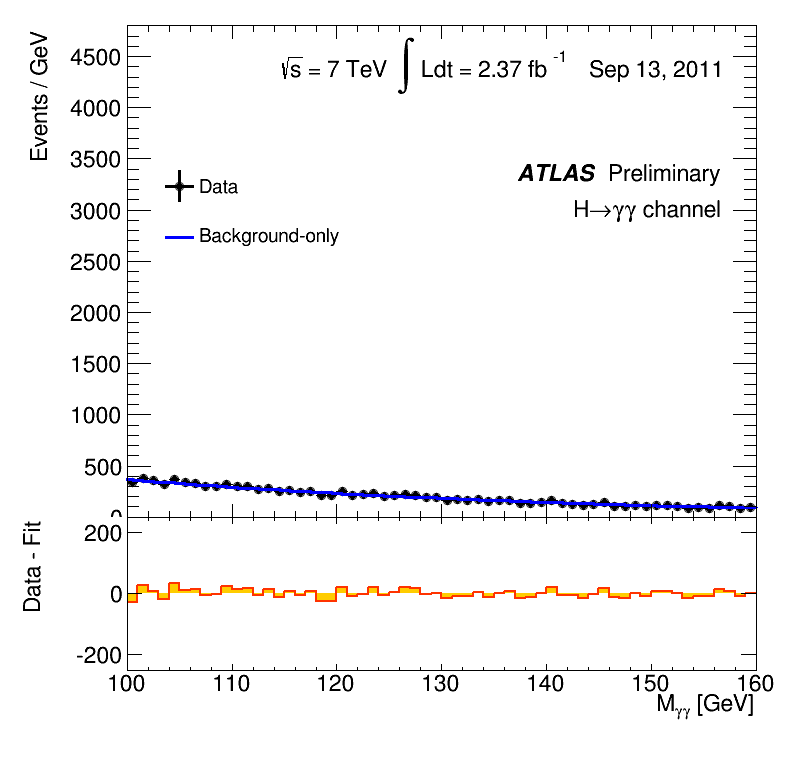 Events / GeV
4500
4000
3500
3000
2500
2000
1500
1000
500
0
√s = 7 TeV ∫ Ldt = 2.37 fb⁻¹ Sep 13, 2011
ATLAS Preliminary
H→γγ channel
Data
Background-only
Data - Fit
200
0
-200
100 110 120 130 140 150 160
Mγγ [GeV]